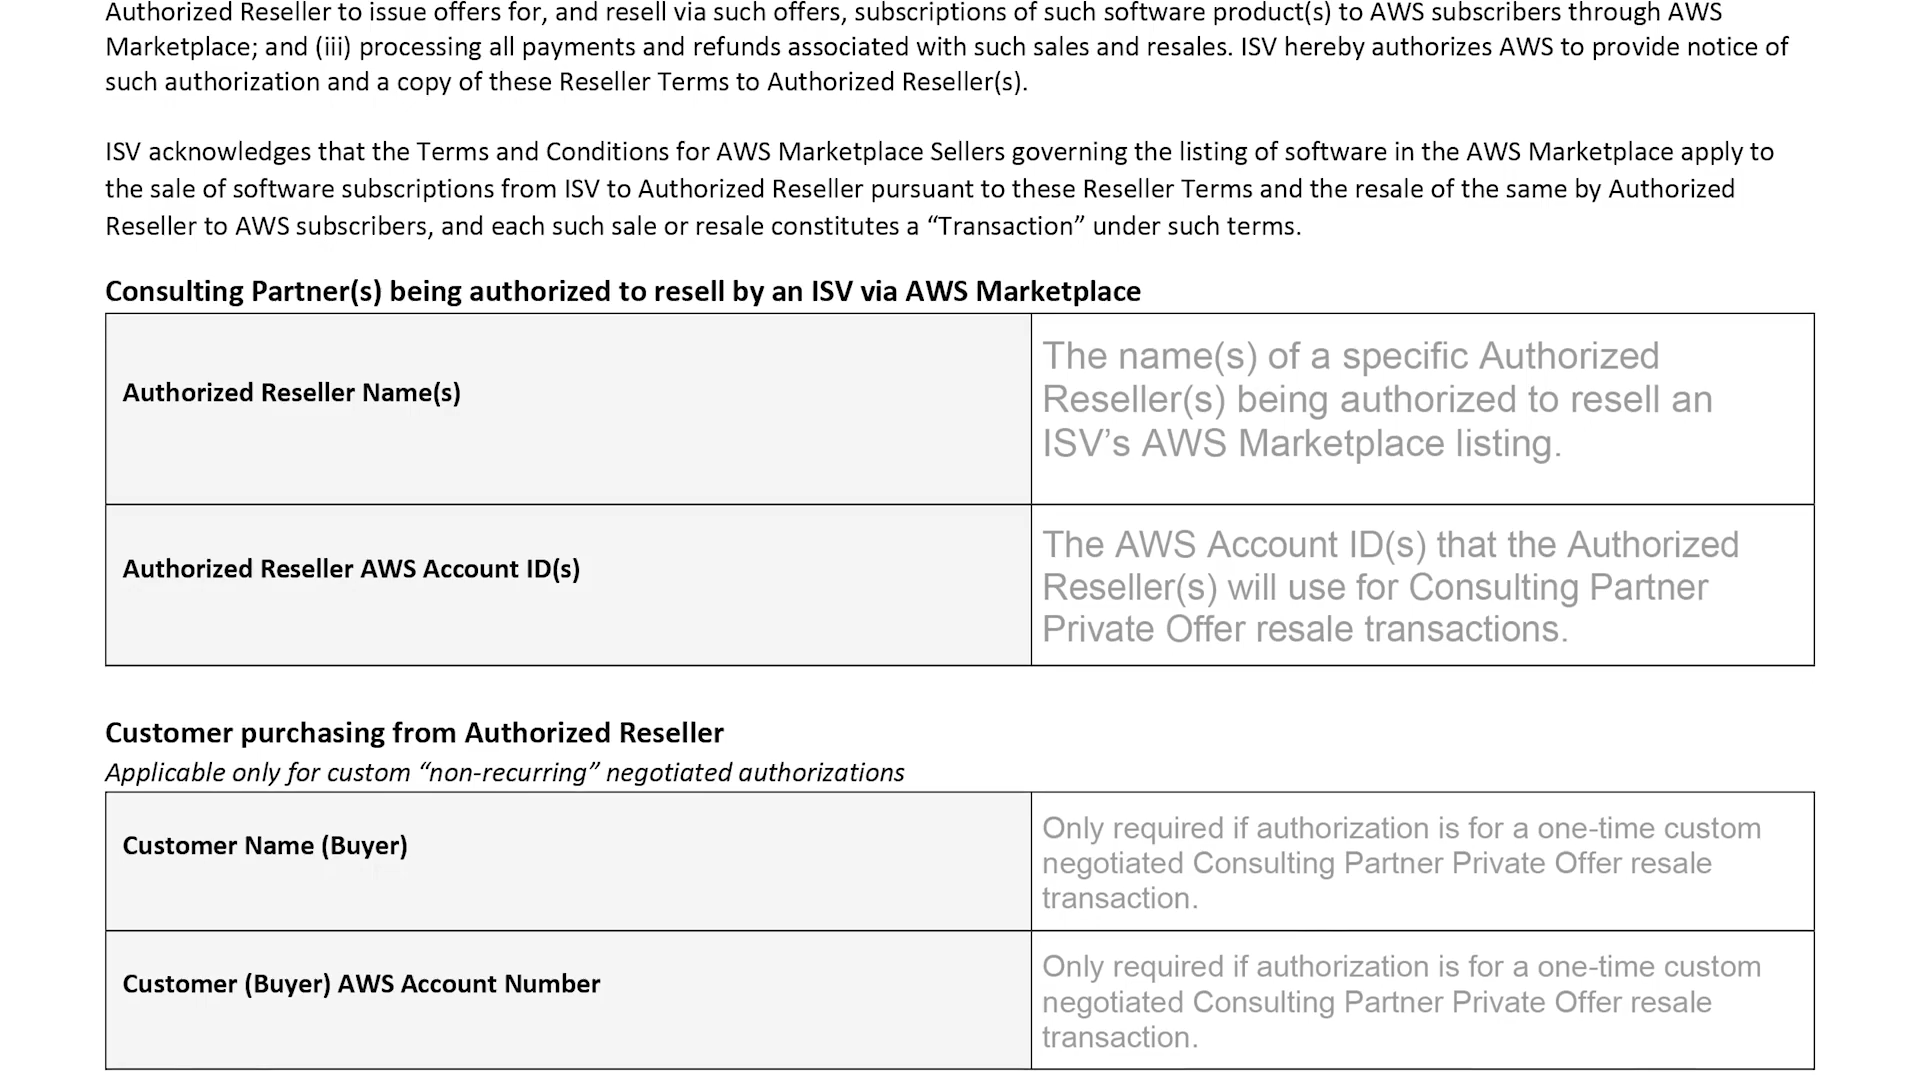 Authorized Reseller to issue offers for, and resell via such offers, subscriptions of such software product(s) to AWS subscribers through AWS
Marketplace; and (iii) processing all payments and refunds associated with such sales and resales. ISV hereby authorizes AWS to provide notice of
such authorization and a copy of these Reseller Terms to Authorized Reseller(s).
ISV acknowledges that the Terms and Conditions for AWS Marketplace Sellers governing the listing of software in the AWS Marketplace apply to
the sale of software subscriptions from ISV to Authorized Reseller pursuant to these Reseller Terms and the resale of the same by Authorized
Reseller to AWS subscribers, and each such sale or resale constitutes a “Transaction” under such terms.
Consulting Partner(s) being authorized to resell by an ISV via AWS Marketplace
Authorized Reseller Name(s)
The name(s) of a specific Authorized
Reseller(s) being authorized to resell an
ISV’s AWS Marketplace listing.
Authorized Reseller AWS Account ID(s)
The AWS Account ID(s) that the Authorized
Reseller(s) will use for Consulting Partner
Private Offer resale transactions.
Customer purchasing from Authorized Reseller
Applicable only for custom “non-recurring” negotiated authorizations
Customer Name (Buyer)
Only required if authorization is for a one-time custom
negotiated Consulting Partner Private Offer resale
transaction.
Customer (Buyer) AWS Account Number
Only required if authorization is for a one-time custom
negotiated Consulting Partner Private Offer resale
transaction.